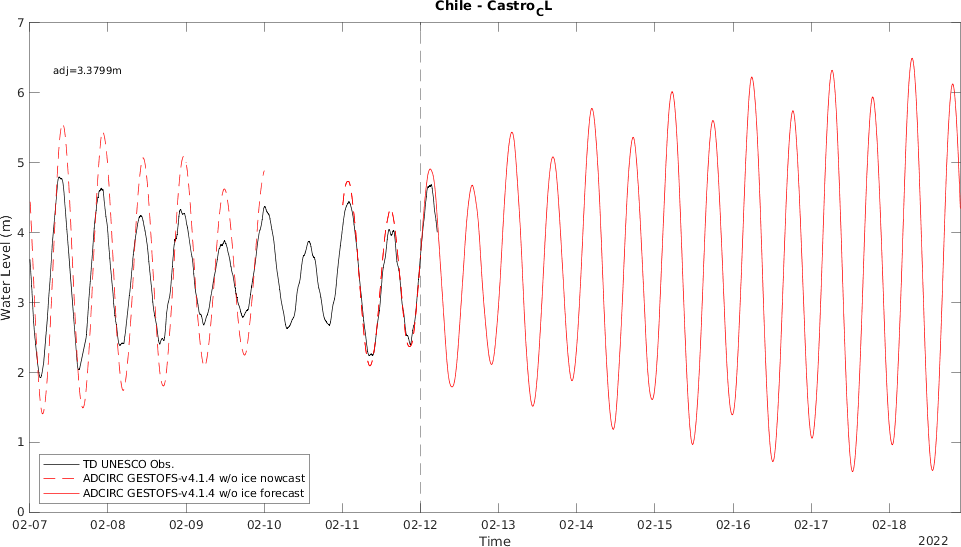 Chile - Castro_CL
7
adj=3.3799m
6
5
4
Water Level (m)
3
2
1
TD UNESCO Obs.
ADCIRC GESTOFS-v4.1.4 w/o ice nowcast
ADCIRC GESTOFS-v4.1.4 w/o ice forecast
0
02-07 02-08 02-09 02-10 02-11 02-12 02-13 02-14 02-15 02-16 02-17 02-18
Time
2022